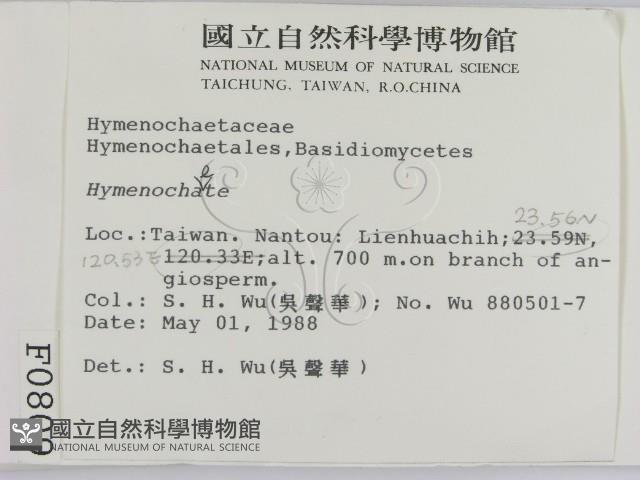 國立自然科學博物館
NATIONAL MUSEUM OF NATURAL SCIENCE
TAICHUNG, TAIWAN, R.O.CHINA
Hymenochaetaceae
Hymenochaetales,Basidiomycetes
e
Hymenochate
23.56N
Loc.:Taiwan. Nantou: Lienhuachih;23.59N,
120.53E 120.33E;alt. 700 m.on branch of an-
giosperm.
Col.: S. H. Wu(吳聲華); No. Wu 880501-7
Date: May 01, 1988
Det.: S. H. Wu(吳聲華)
國立自然科學博物館
NATIONAL MUSEUM OF NATURAL SCIENCE